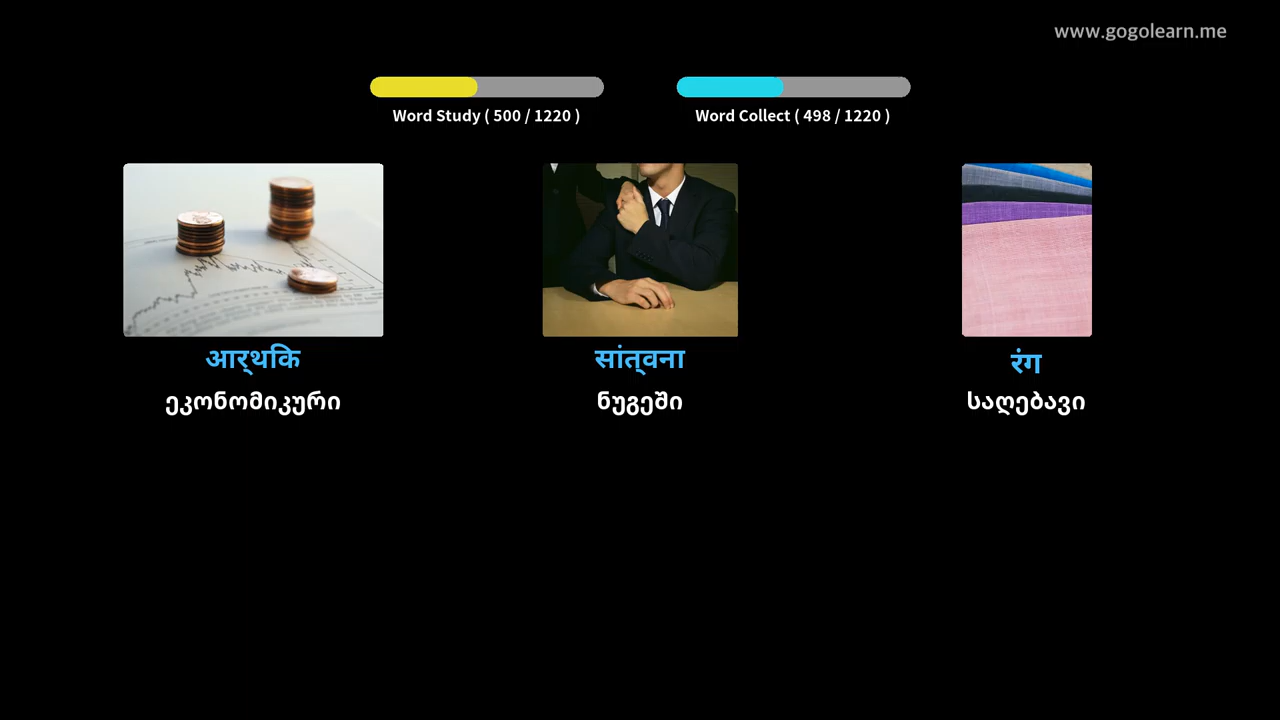 www.gogolearn.me
Word Study ( 500 / 1220 )
Word Collect ( 498 / 1220 )
आर्थिक
ეკონომიკური
सांत्वना
ნუგეში
रंग
საღებავი